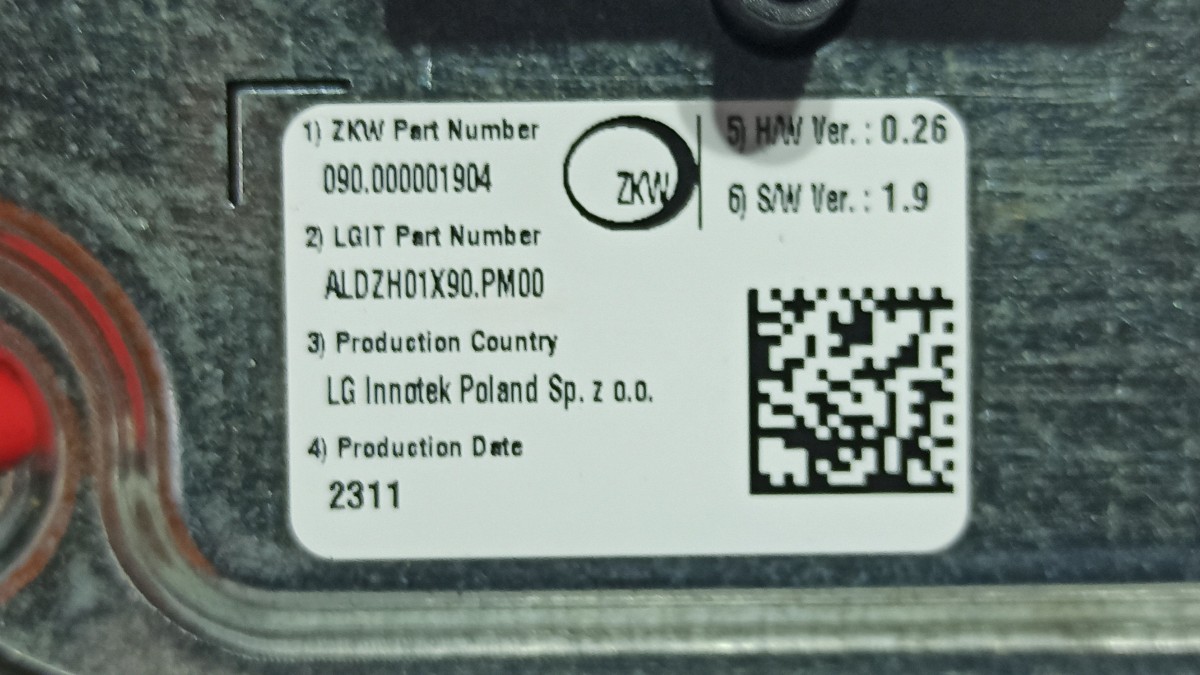 1) ZKW Part Number
090.000001904
2) LGIT Part Number
ALDZH01X90.PM00
3) Production Country
LG Innotek Poland Sp. z o.o.
4) Production Date
2311
ZKW
5) H/W Ver. : 0.26
6) S/W Ver. : 1.9